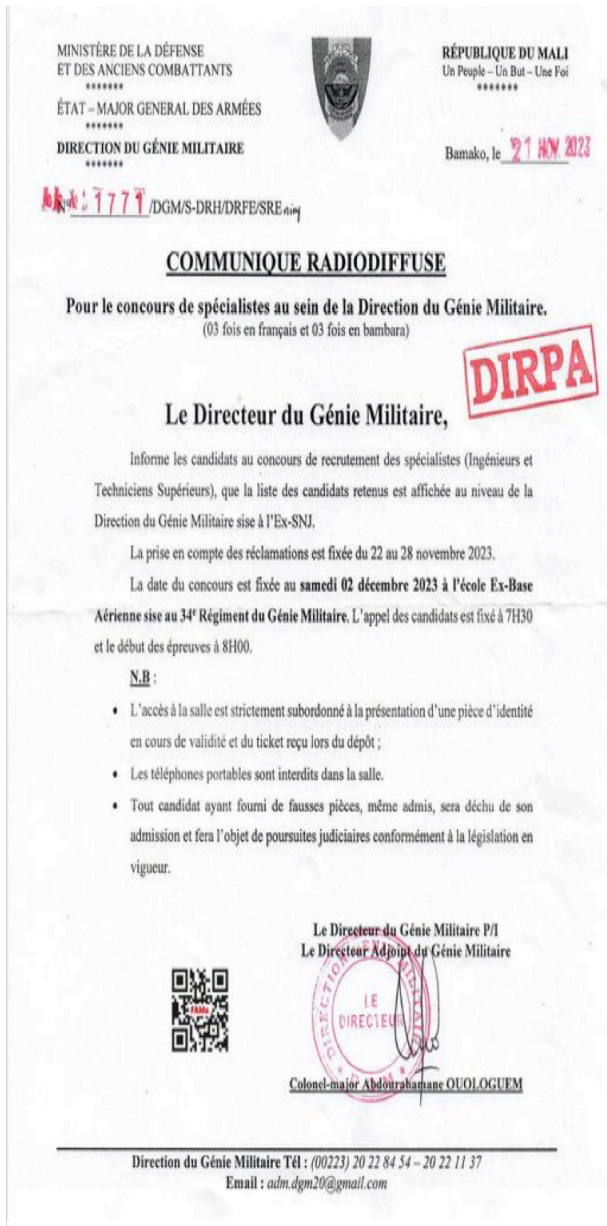 MINISTÈRE DE LA DÉFENSE
ET DES ANCIENS COMBATTANTS
*******
ÉTAT – MAJOR GENERAL DES ARMÉES
*******
DIRECTION DU GÉNIE MILITAIRE
*******
RÉPUBLIQUE DU MALI
Un Peuple – Un But – Une Foi
*******
Bamako, le 21 NOV. 2023
1771 /DGM/S-DRH/DRFE/SRE
COMMUNIQUE RADIODIFFUSE
Pour le concours de spécialistes au sein de la Direction du Génie Militaire.
(03 fois en français et 03 fois en bambara)
DIRPA
Le Directeur du Génie Militaire,
Informe les candidats au concours de recrutement des spécialistes (Ingénieurs et
Techniciens Supérieurs), que la liste des candidats retenus est affichée au niveau de la
Direction du Génie Militaire sise à l'Ex-SNJ.
La prise en compte des réclamations est fixée du 22 au 28 novembre 2023.
La date du concours est fixée au samedi 02 décembre 2023 à l'école Ex-Base
Aérienne sise au 34e Régiment du Génie Militaire. L'appel des candidats est fixé à 7H30
et le début des épreuves à 8H00.
N.B :
• L'accès à la salle est strictement subordonné à la présentation d'une pièce d'identité
en cours de validité et du ticket reçu lors du dépôt ;
• Les téléphones portables sont interdits dans la salle.
• Tout candidat ayant fourni de fausses pièces, même admis, sera déchu de son
admission et fera l'objet de poursuites judiciaires conformément à la législation en
vigueur.
Le Directeur du Génie Militaire P/I
Le Directeur Adjoint du Génie Militaire
FAMa
LE
DIRECTEUR
Colonel-major Abdourahamane OUOLOGUEM
Direction du Génie Militaire Tél : (00223) 20 22 84 54 – 20 22 11 37
Email : adm.dgm20@gmail.com